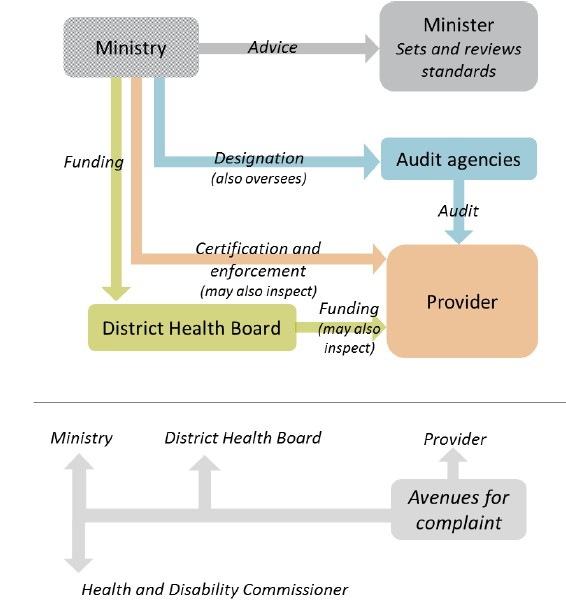 Ministry
Advice
Minister
Sets and reviews
standards
Funding
Designation
(also oversees)
Audit agencies
Audit
Certification and
enforcement
(may also inspect)
Provider
District Health Board
Funding
(may also
inspect)
Ministry
District Health Board
Provider
Avenues for
complaint
Health and Disability Commissioner